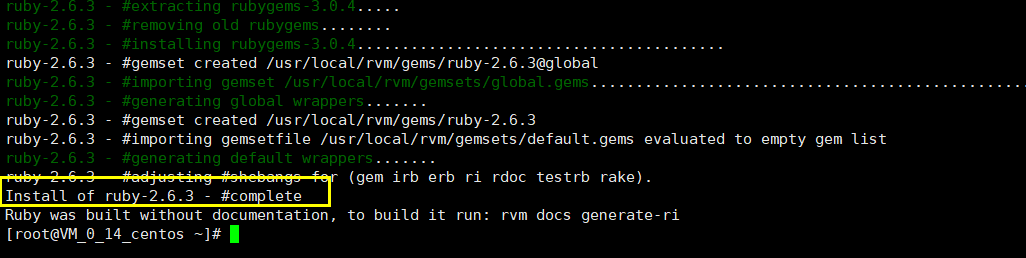 ruby-2.6.3 - #extracting rubygems-3.0.4.....
ruby-2.6.3 - #removing old rubygems........
ruby-2.6.3 - #installing rubygems-3.0.4.........................................
ruby-2.6.3 - #gemset created /usr/local/rvm/gems/ruby-2.6.3@global
ruby-2.6.3 - #importing gemset /usr/local/rvm/gemsets/global.gems.................................................
ruby-2.6.3 - #generating global wrappers.......
ruby-2.6.3 - #gemset created /usr/local/rvm/gems/ruby-2.6.3
ruby-2.6.3 - #importing gemsetfile /usr/local/rvm/gemsets/default.gems evaluated to empty gem list
ruby-2.6.3 - #generating default wrappers.......
ruby-2.6.3 - #adjusting #shebangs for (gem irb erb ri rdoc testrb rake).
Install of ruby-2.6.3 - #complete
Ruby was built without documentation, to build it run: rvm docs generate-ri
[root@VM_0_14_centos ~]#